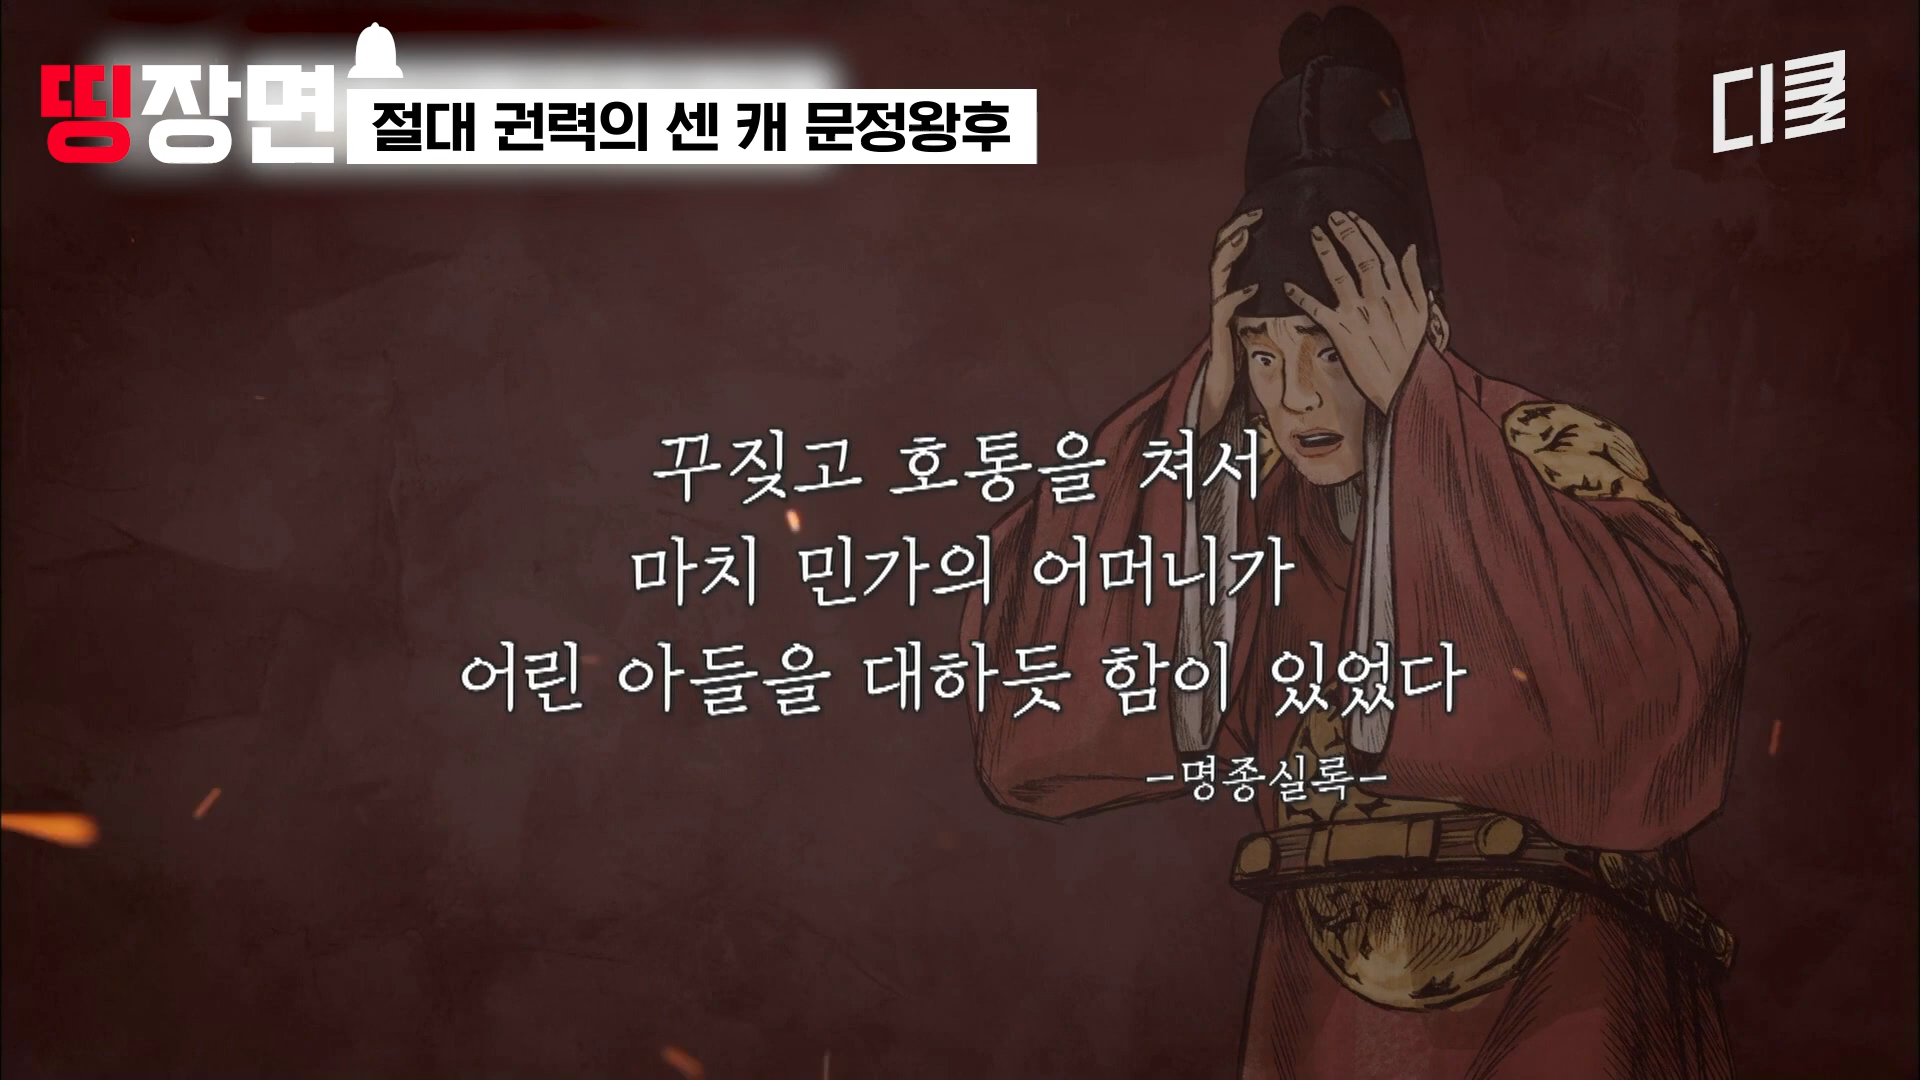 띵장면
절대 권력의 센 캐 문정왕후
디클
꾸짖고 호통을 쳐서
마치 민가의 어머니가
어린 아들을 대하듯 함이 있었다
-명종실록-